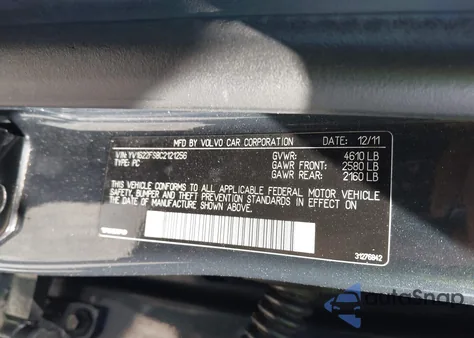 MFD BY VOLVO CAR CORPORATION 12/11
VIN: YV1622FS8C2121256 GVWR: 4610 LB
TYPE: PC GAWR FRONT: 2580 LB
GAWR REAR: 2160 LB
THIS VEHICLE CONFORMS TO ALL APPLICABLE FEDERAL MOTOR VEHICLE
SAFETY, BUMPER AND THEFT PREVENTION STANDARDS IN EFFECT ON THE DATE OF
MANUFACTURE SHOWN ABOVE.
VOLVO
31276842
autoSnap